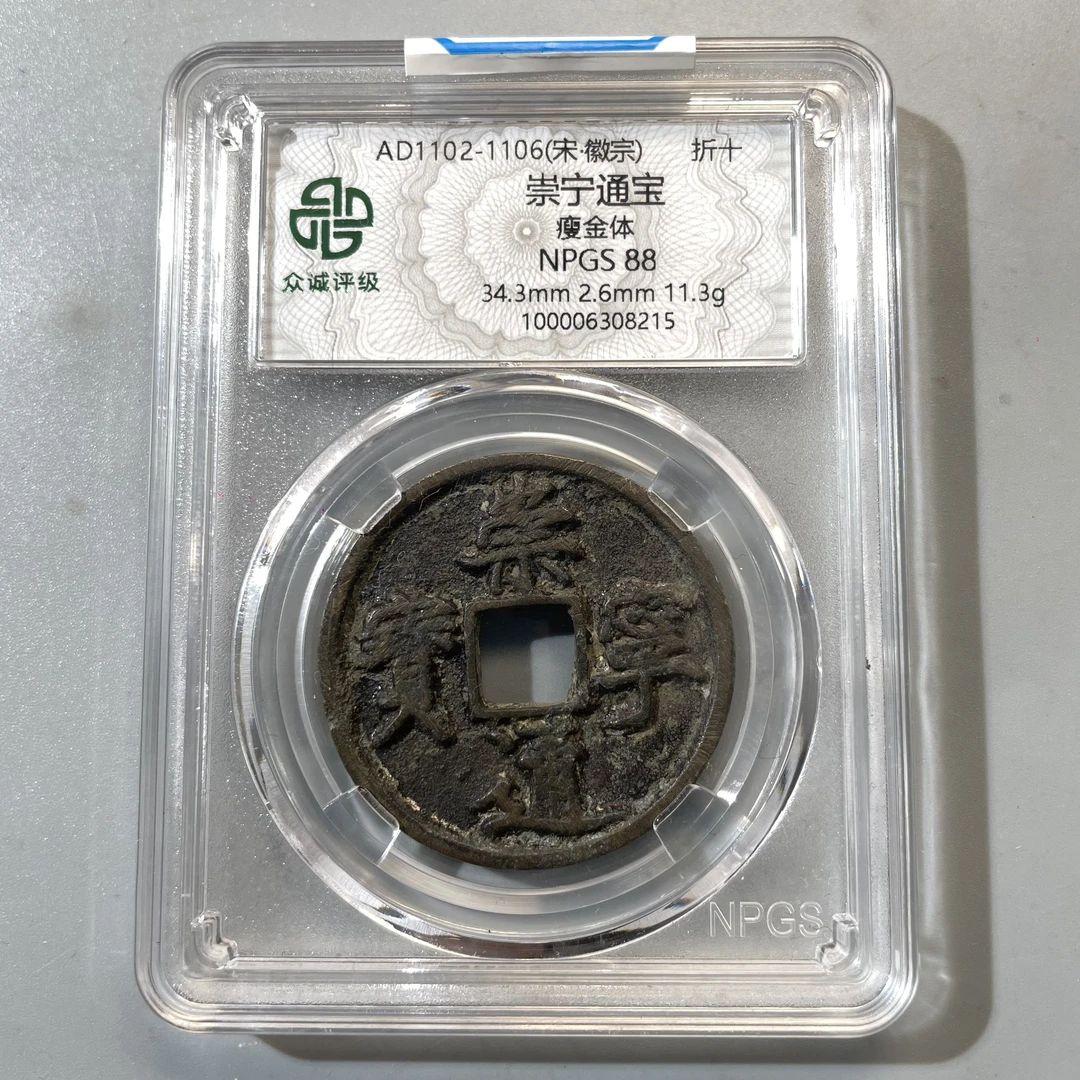 AD1102-1106(宋·徽宗) 折十
崇宁通宝
瘦金体
NPGS 88
34.3mm 2.6mm 11.3g
100006308215
众诚评级
崇寧通寳
NPGS